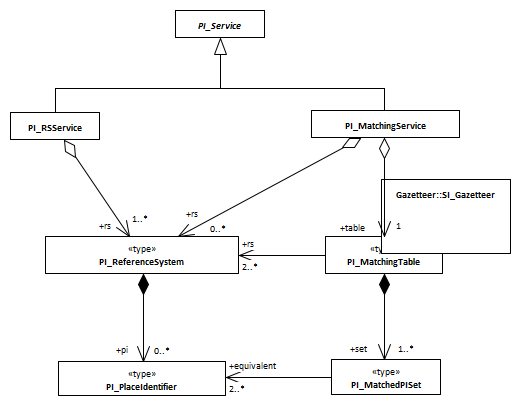 PI_Service
PI_RSService
PI_MatchingService
Gazetteer::SI_Gazetteer
+rs
1..*
+rs
0..*
+table
1
«type»
PI_ReferenceSystem
+rs
2..*
PI_MatchingTable
+pi
0..*
+set
1..*
«type»
PI_PlaceIdentifier
+equivalent
2..*
«type»
PI_MatchedPISet